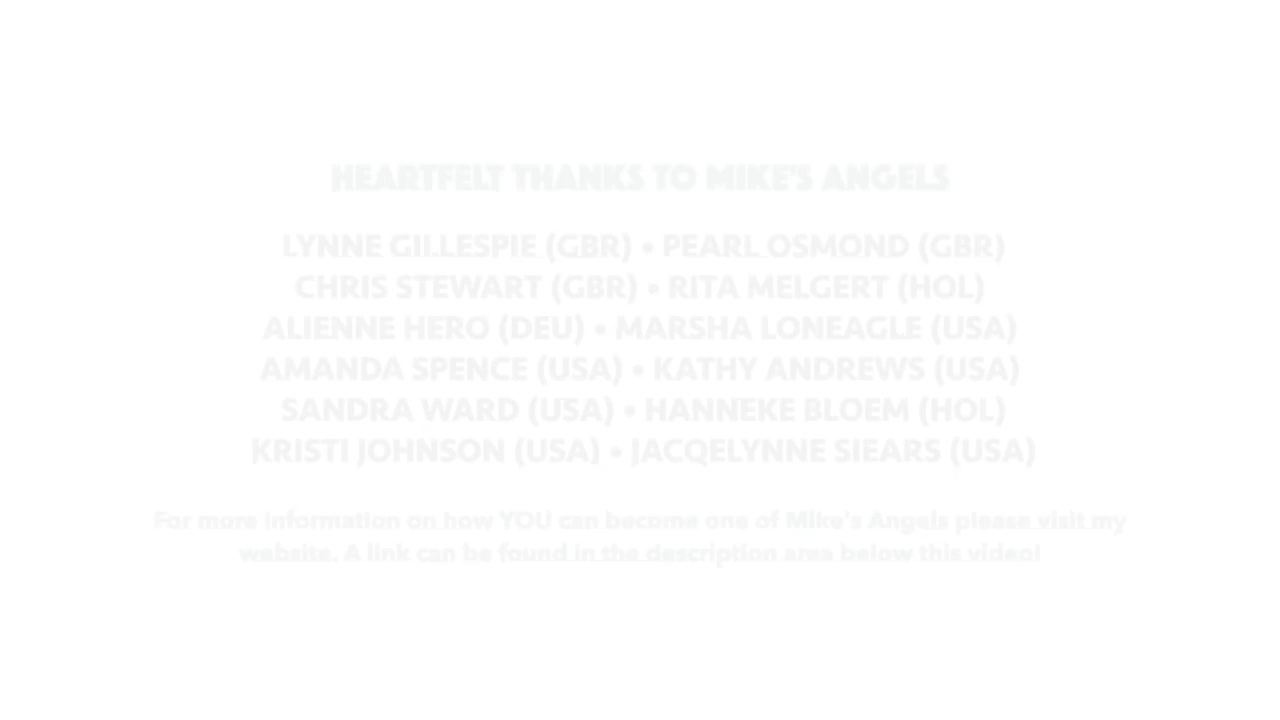 HEARTFELT THANKS TO MIKE'S ANGELS
LYNNE GILLESPIE (GBR) • PEARL OSMOND (GBR)
CHRIS STEWART (GBR) • RITA MELGERT (HOL)
ALIENNE HERO (DEU) • MARSHA LONEAGLE (USA)
AMANDA SPENCE (USA) • KATHY ANDREWS (USA)
SANDRA WARD (USA) • HANNEKE BLOEM (HOL)
KRISTI JOHNSON (USA) • JACQELYNNE SIEARS (USA)
For more information on how YOU can become one of Mike's Angels please visit my
website. A link can be found in the description area below this video!